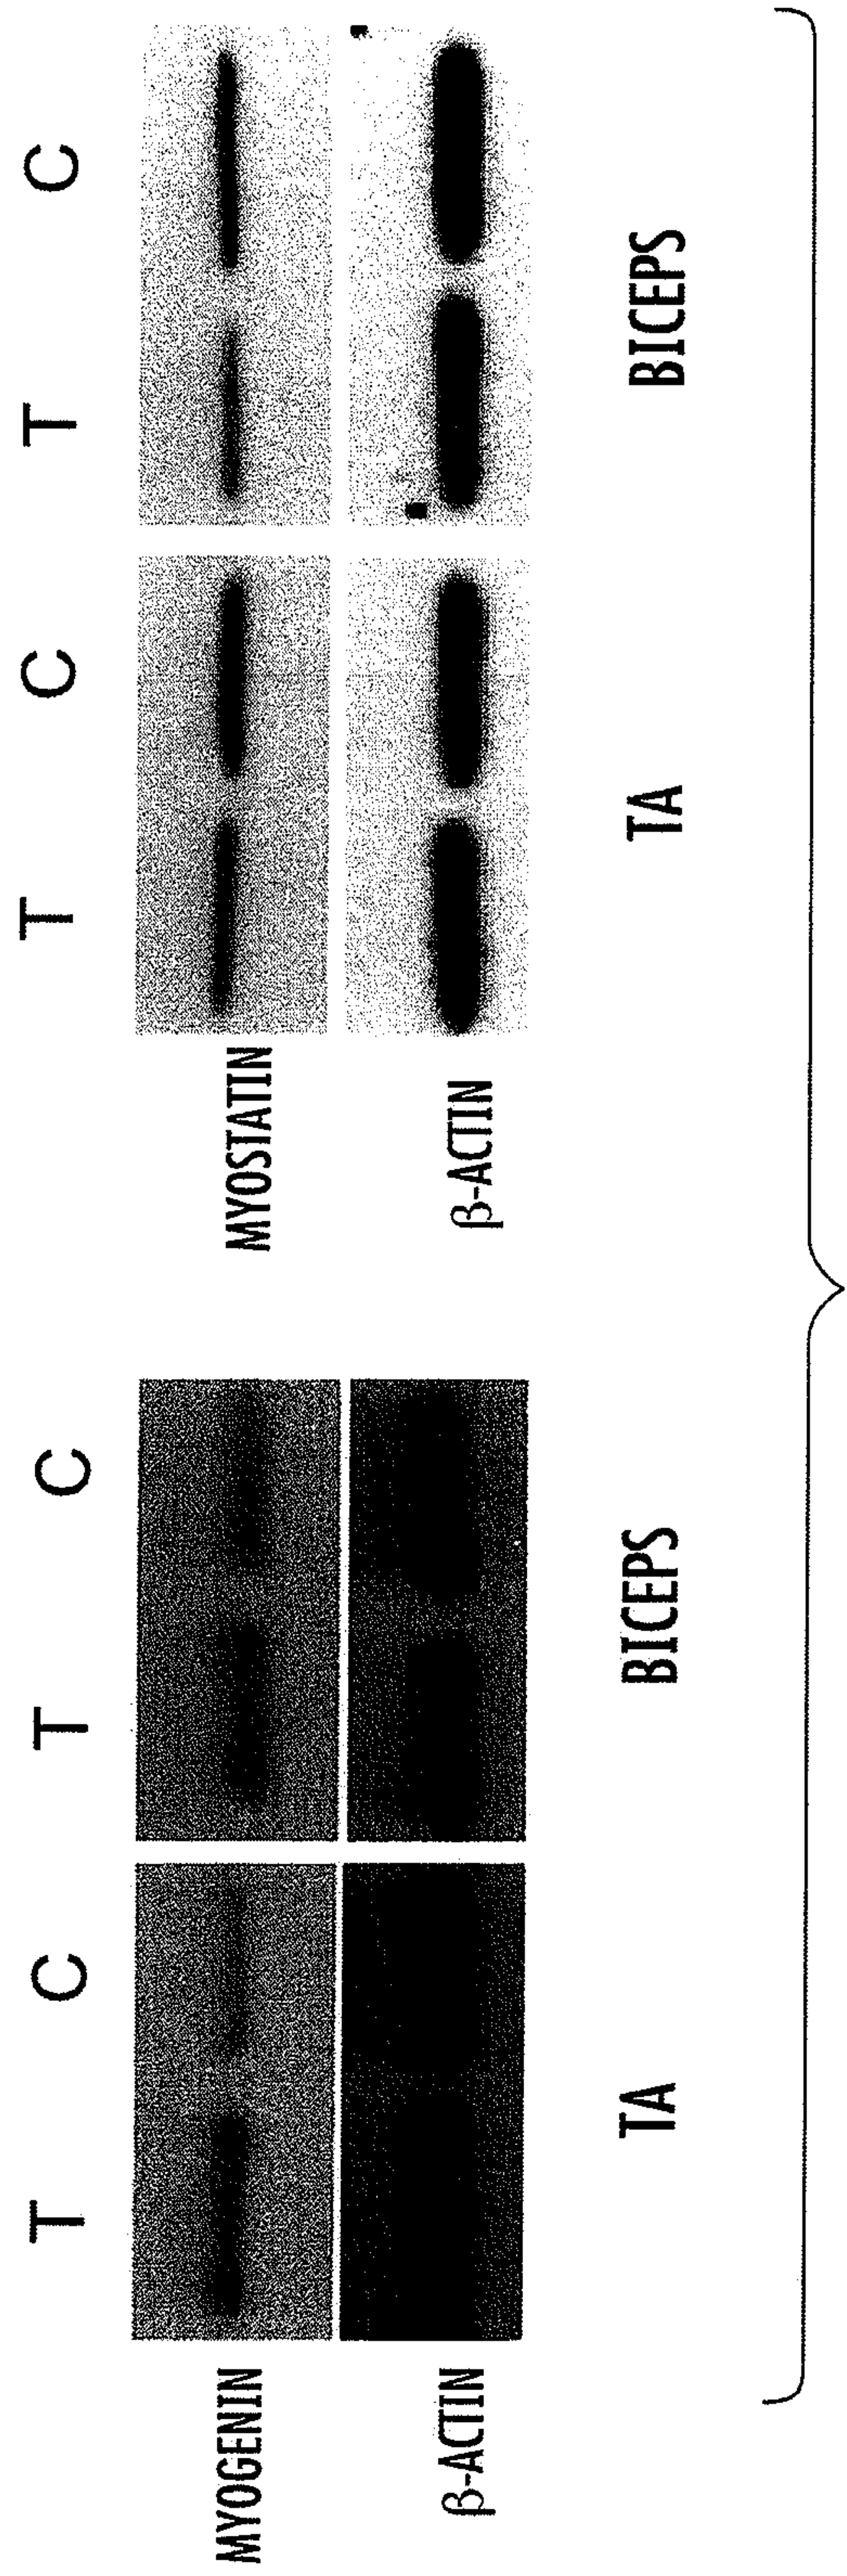 T C T C
MYOGENIN
β-ACTIN
TA BICEPS
T C T C
MYOSTATIN
β-ACTIN
TA BICEPS